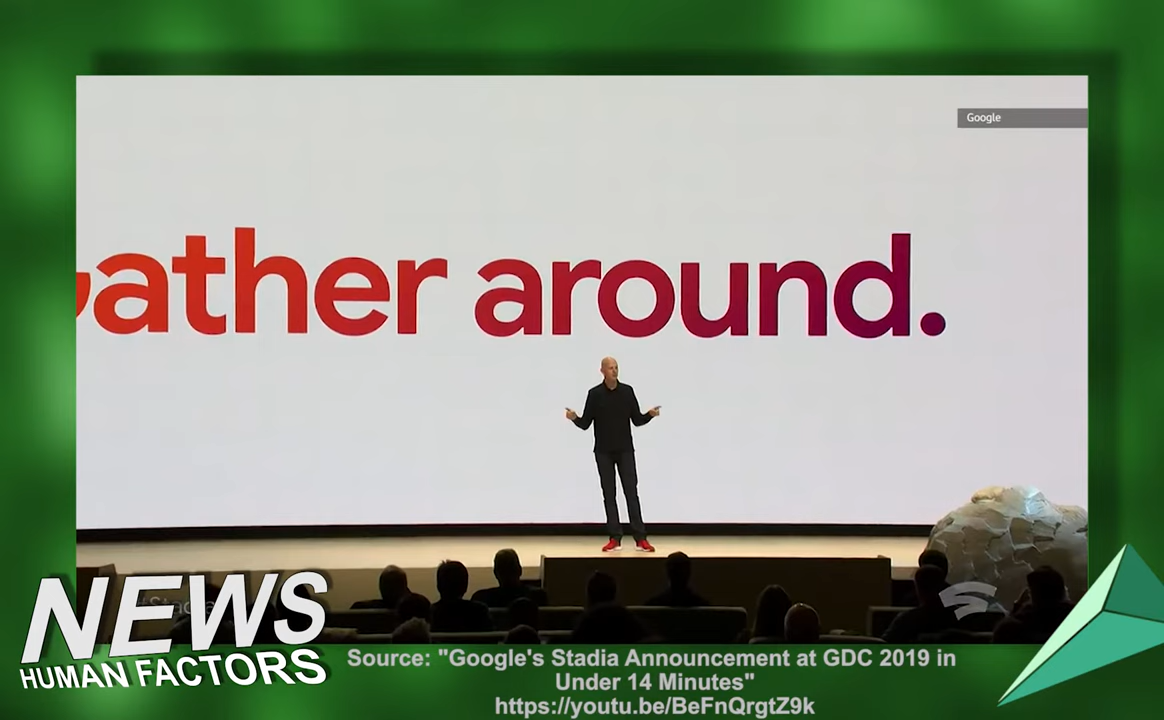 Google
ather around.
Stadia
NEWS
HUMAN FACTORS
Source: "Google's Stadia Announcement at GDC 2019 in
Under 14 Minutes"
https://youtu.be/BeFnQrgtZ9k